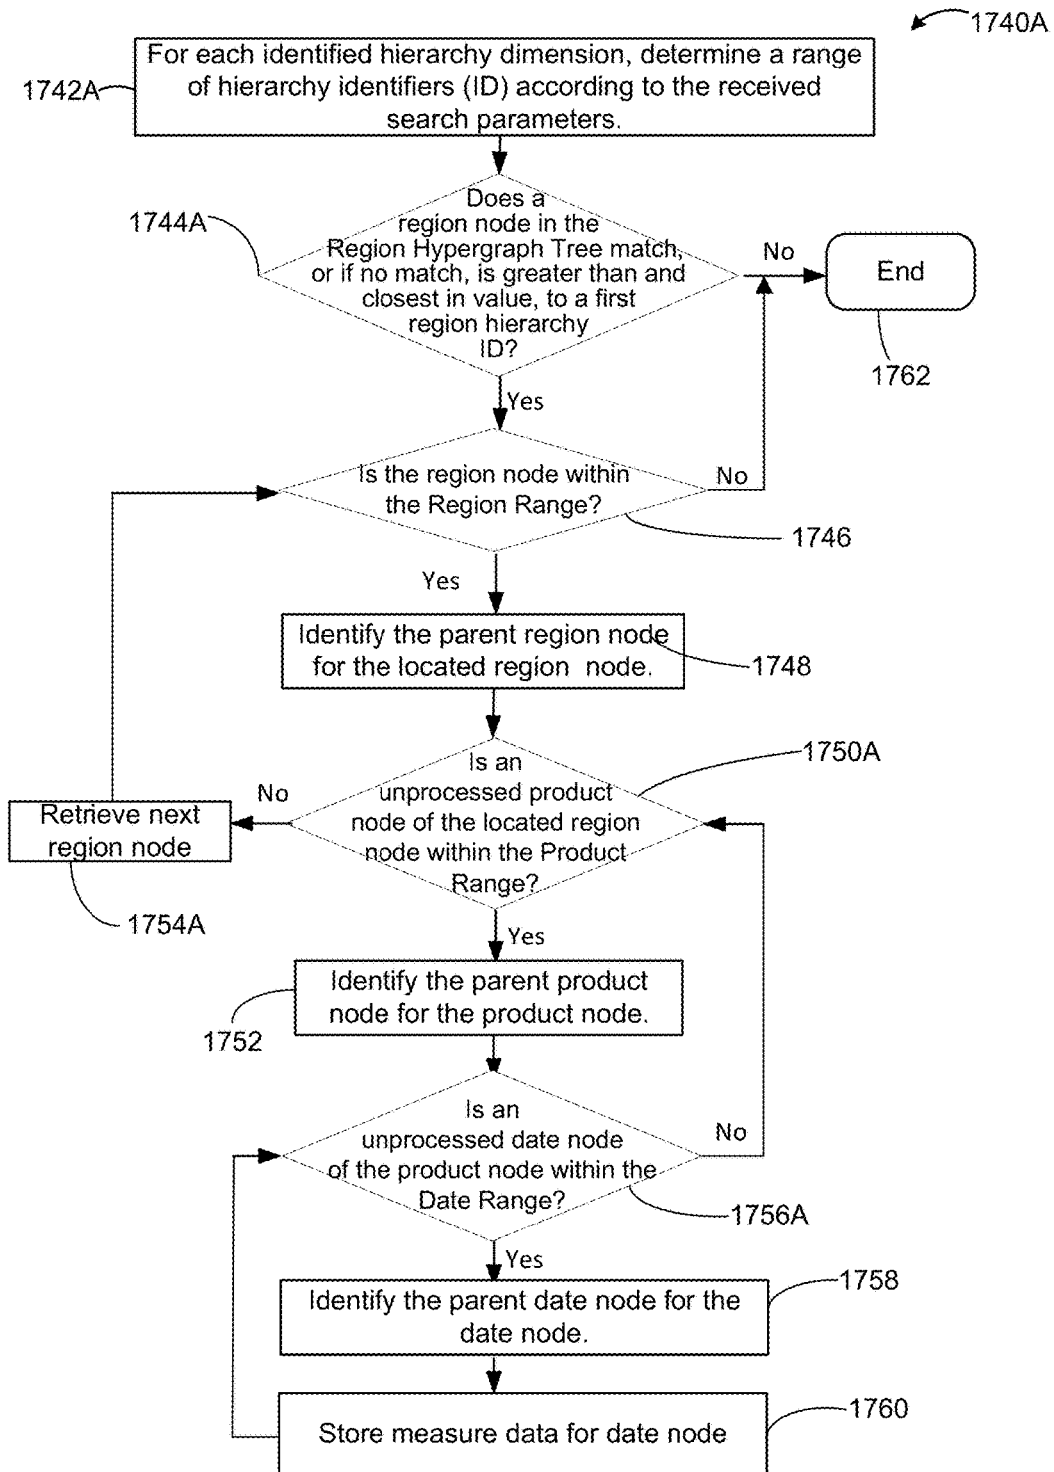 1740A
For each identified hierarchy dimension, determine a range
of hierarchy identifiers (ID) according to the received
search parameters.
1742A
Does a
region node in the
Region Hypergraph Tree match,
or if no match, is greater than and
closest in value, to a first
region hierarchy
ID?
1744A
No
End
1762
Yes
Is the region node within
the Region Range?
No
1746
Yes
Identify the parent region node
for the located region node.
1748
Is an
unprocessed product
node of the located region
node within the Product
Range?
1750A
No
Retrieve next
region node
1754A
Yes
Identify the parent product
node for the product node.
1752
Is an
unprocessed date node
of the product node within the
Date Range?
No
1756A
Yes
Identify the parent date node for the
date node.
1758
Store measure data for date node
1760